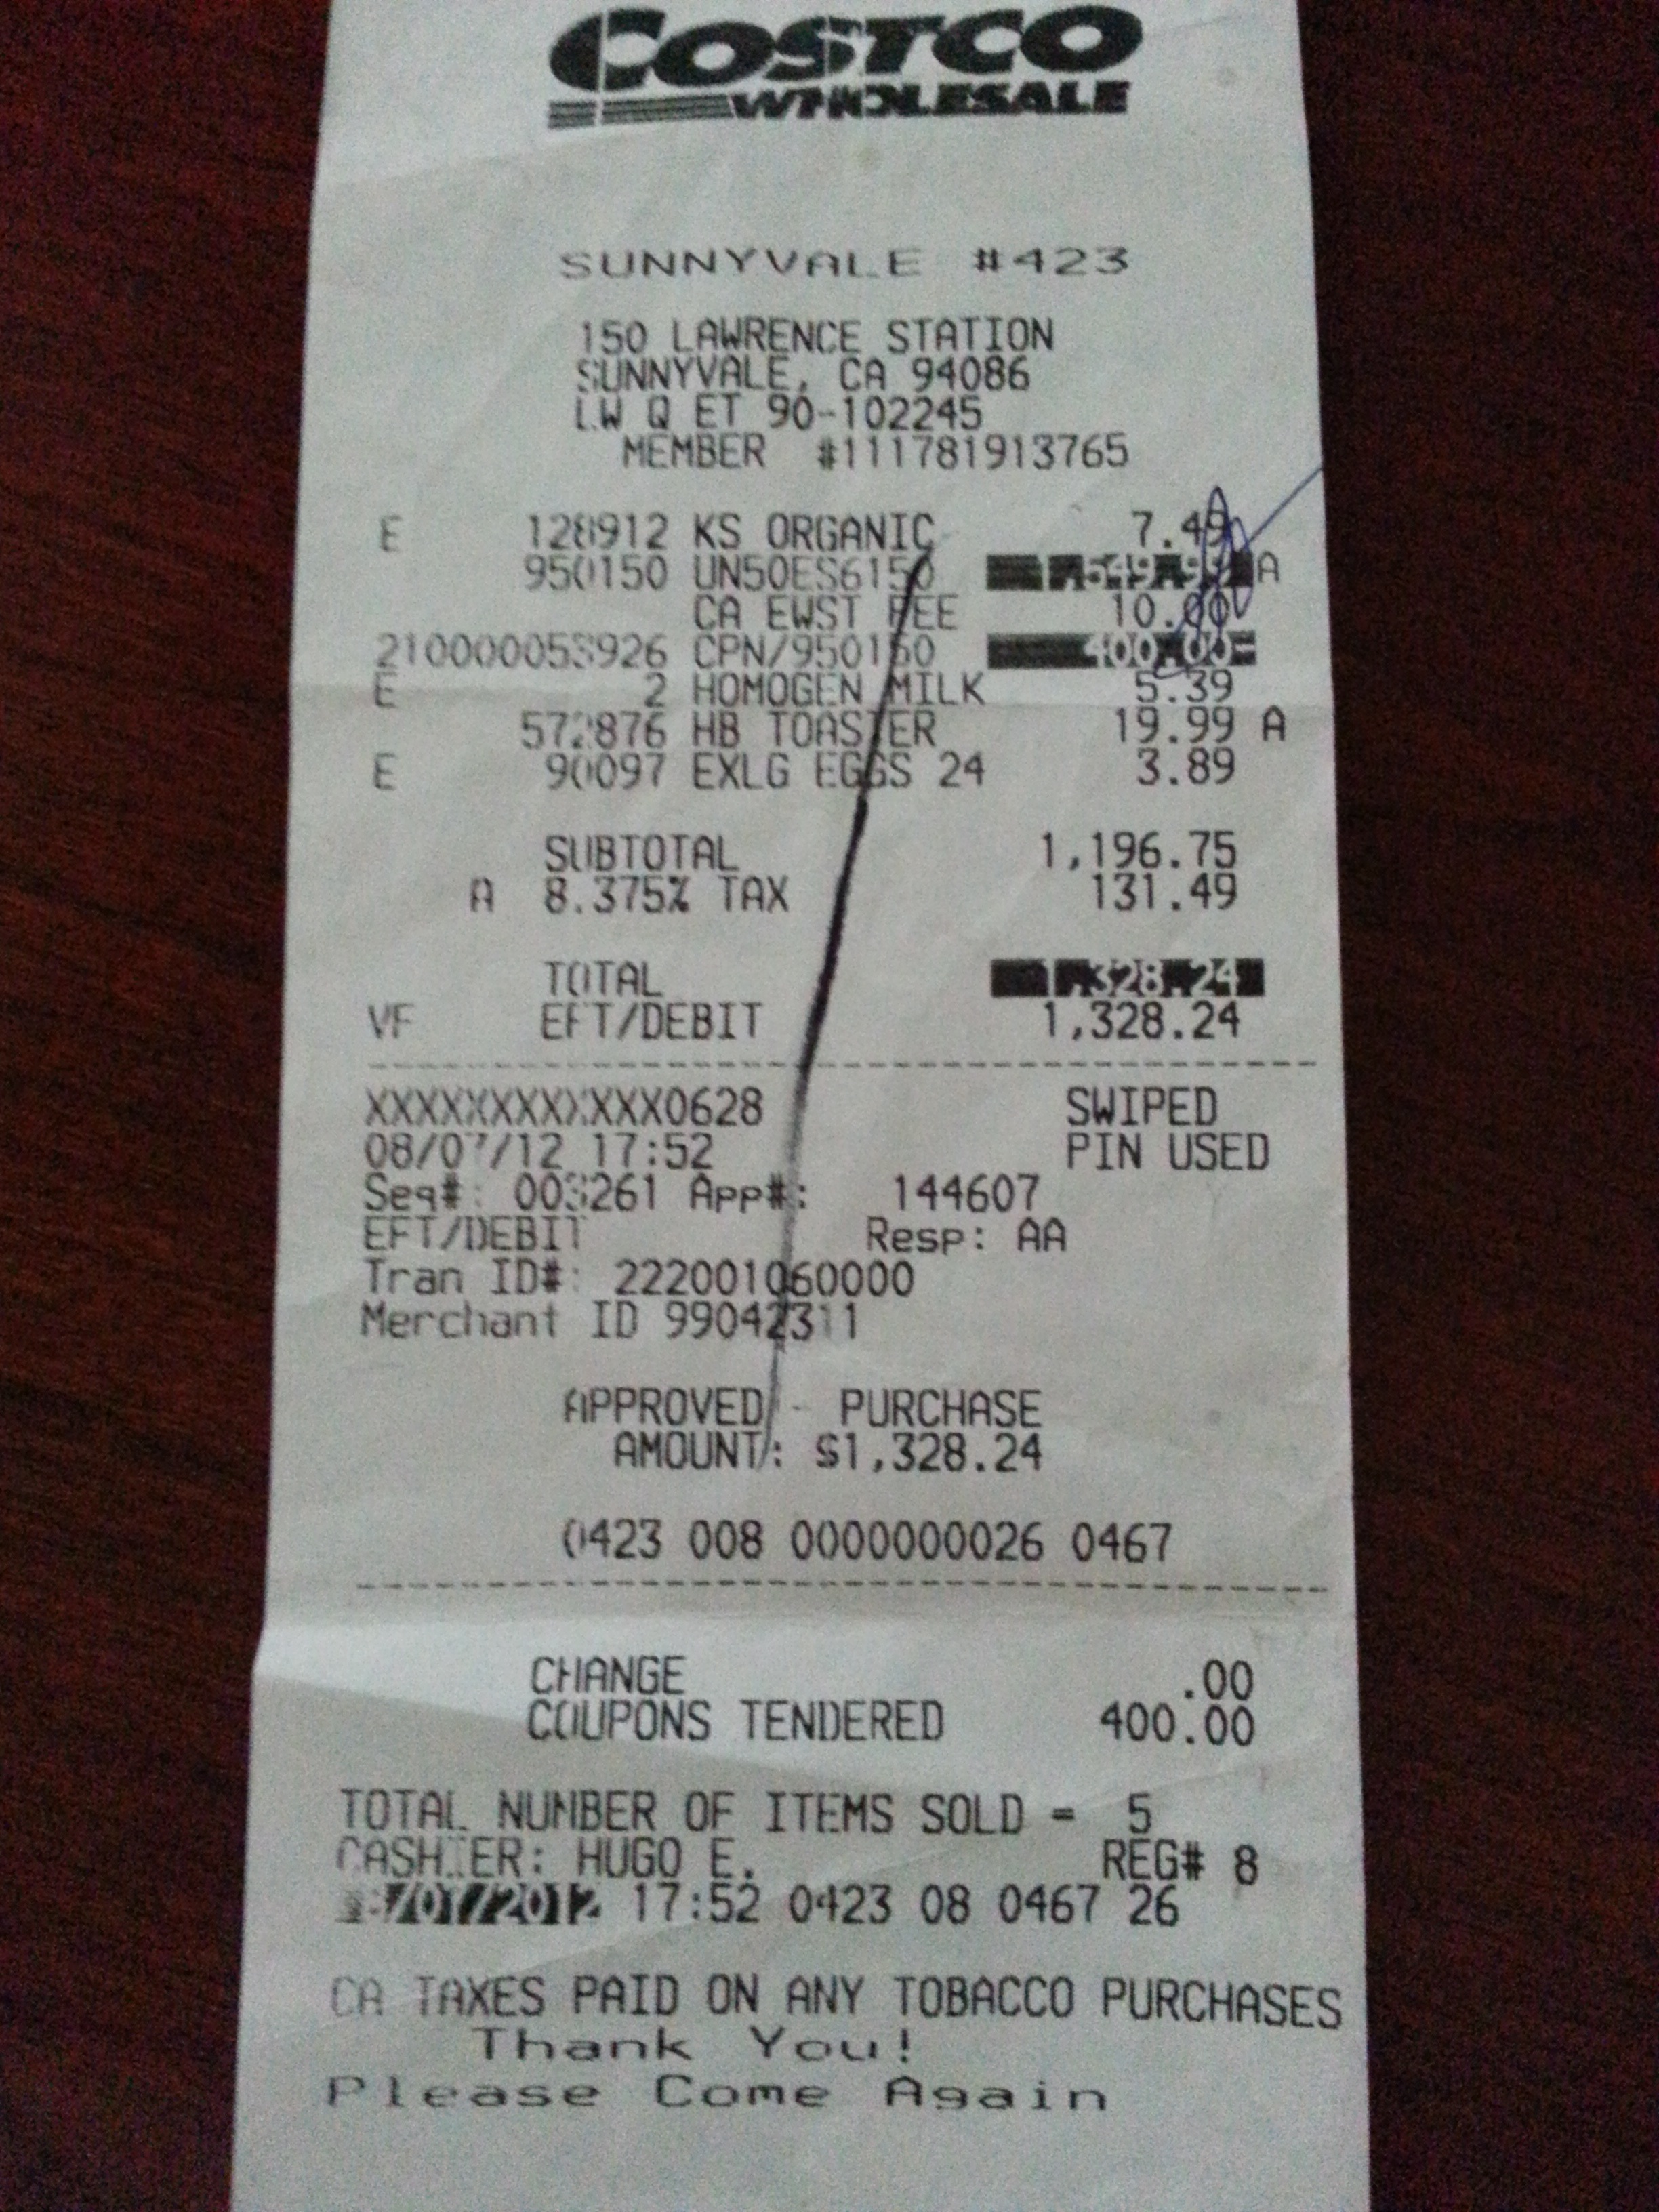 COSTCO
WHOLESALE
SUNNYVALE #423
150 LAWRENCE STATION
SUNNYVALE, CA 94086
LW Q ET 90-102245
MEMBER #111781913765
E 128912 KS ORGANIC 7.49
950150 UN50ES6150 1,549.99 A
CA EWST FEE 10.00
CPN/950150 400.00-
E 2 HOMOGEN MILK 5.39
572876 HB TOASTER 19.99 A
E 90097 EXLG EGGS 24 3.89
SUBTOTAL 1,196.75
A 8.375% TAX 131.49
TOTAL 1,328.24
VF EFT/DEBIT 1,328.24
XXXXXXXXXXXX0628 SWIPED
08/07/12 17:52 PIN USED
Seq#: 003261 App#: 144607
EFT/DEBIT Resp: AA
Tran ID#: 222001060000
Merchant ID 99042311
APPROVED - PURCHASE
AMOUNT: $1,328.24
0423 008 0000000026 0467
CHANGE .00
COUPONS TENDERED 400.00
TOTAL NUMBER OF ITEMS SOLD = 5
CASHIER: HUGO E. REG# 8
8/07/2012 17:52 0423 08 0467 26
CA TAXES PAID ON ANY TOBACCO PURCHASES
Thank You!
Please Come Again